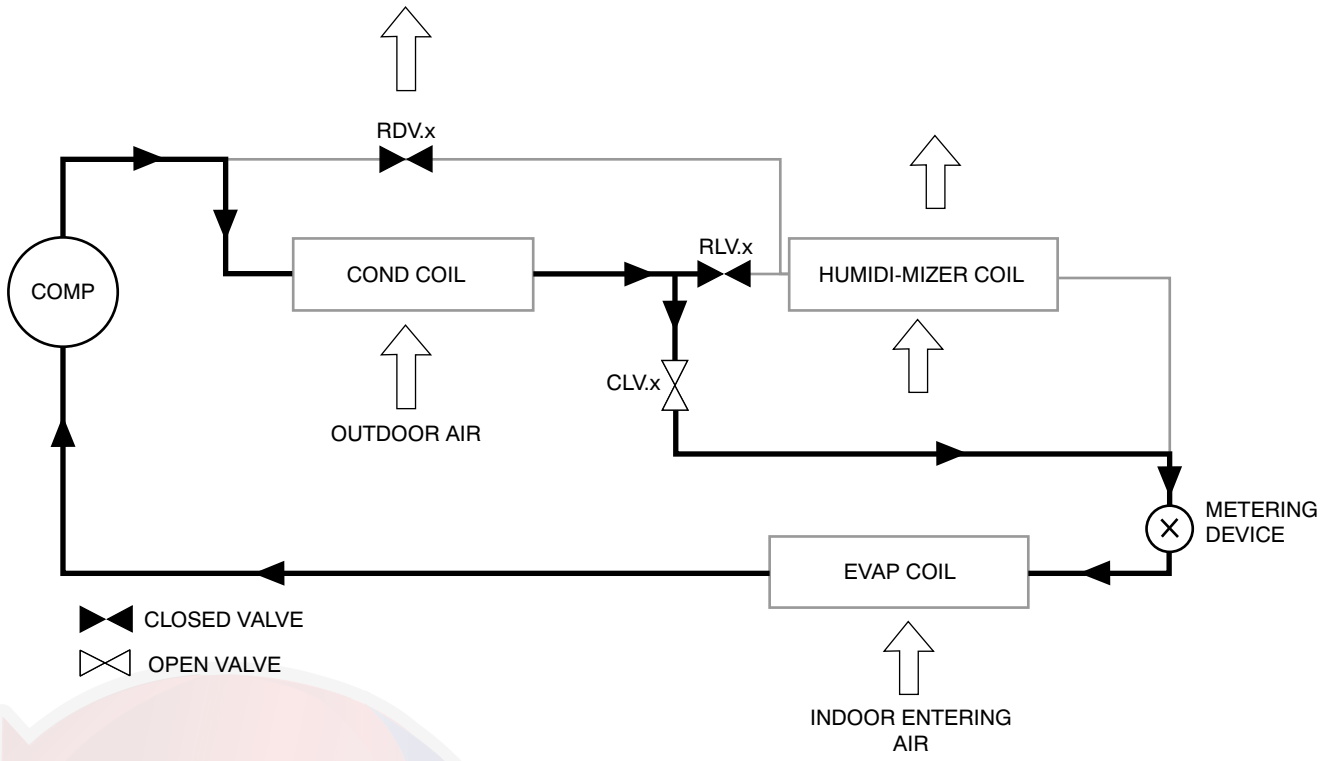 RDV.x
RLV.x
COMP
COND COIL
HUMIDI-MIZER COIL
CLV.x
OUTDOOR AIR
METERING
DEVICE
EVAP COIL
CLOSED VALVE
OPEN VALVE
INDOOR ENTERING
AIR